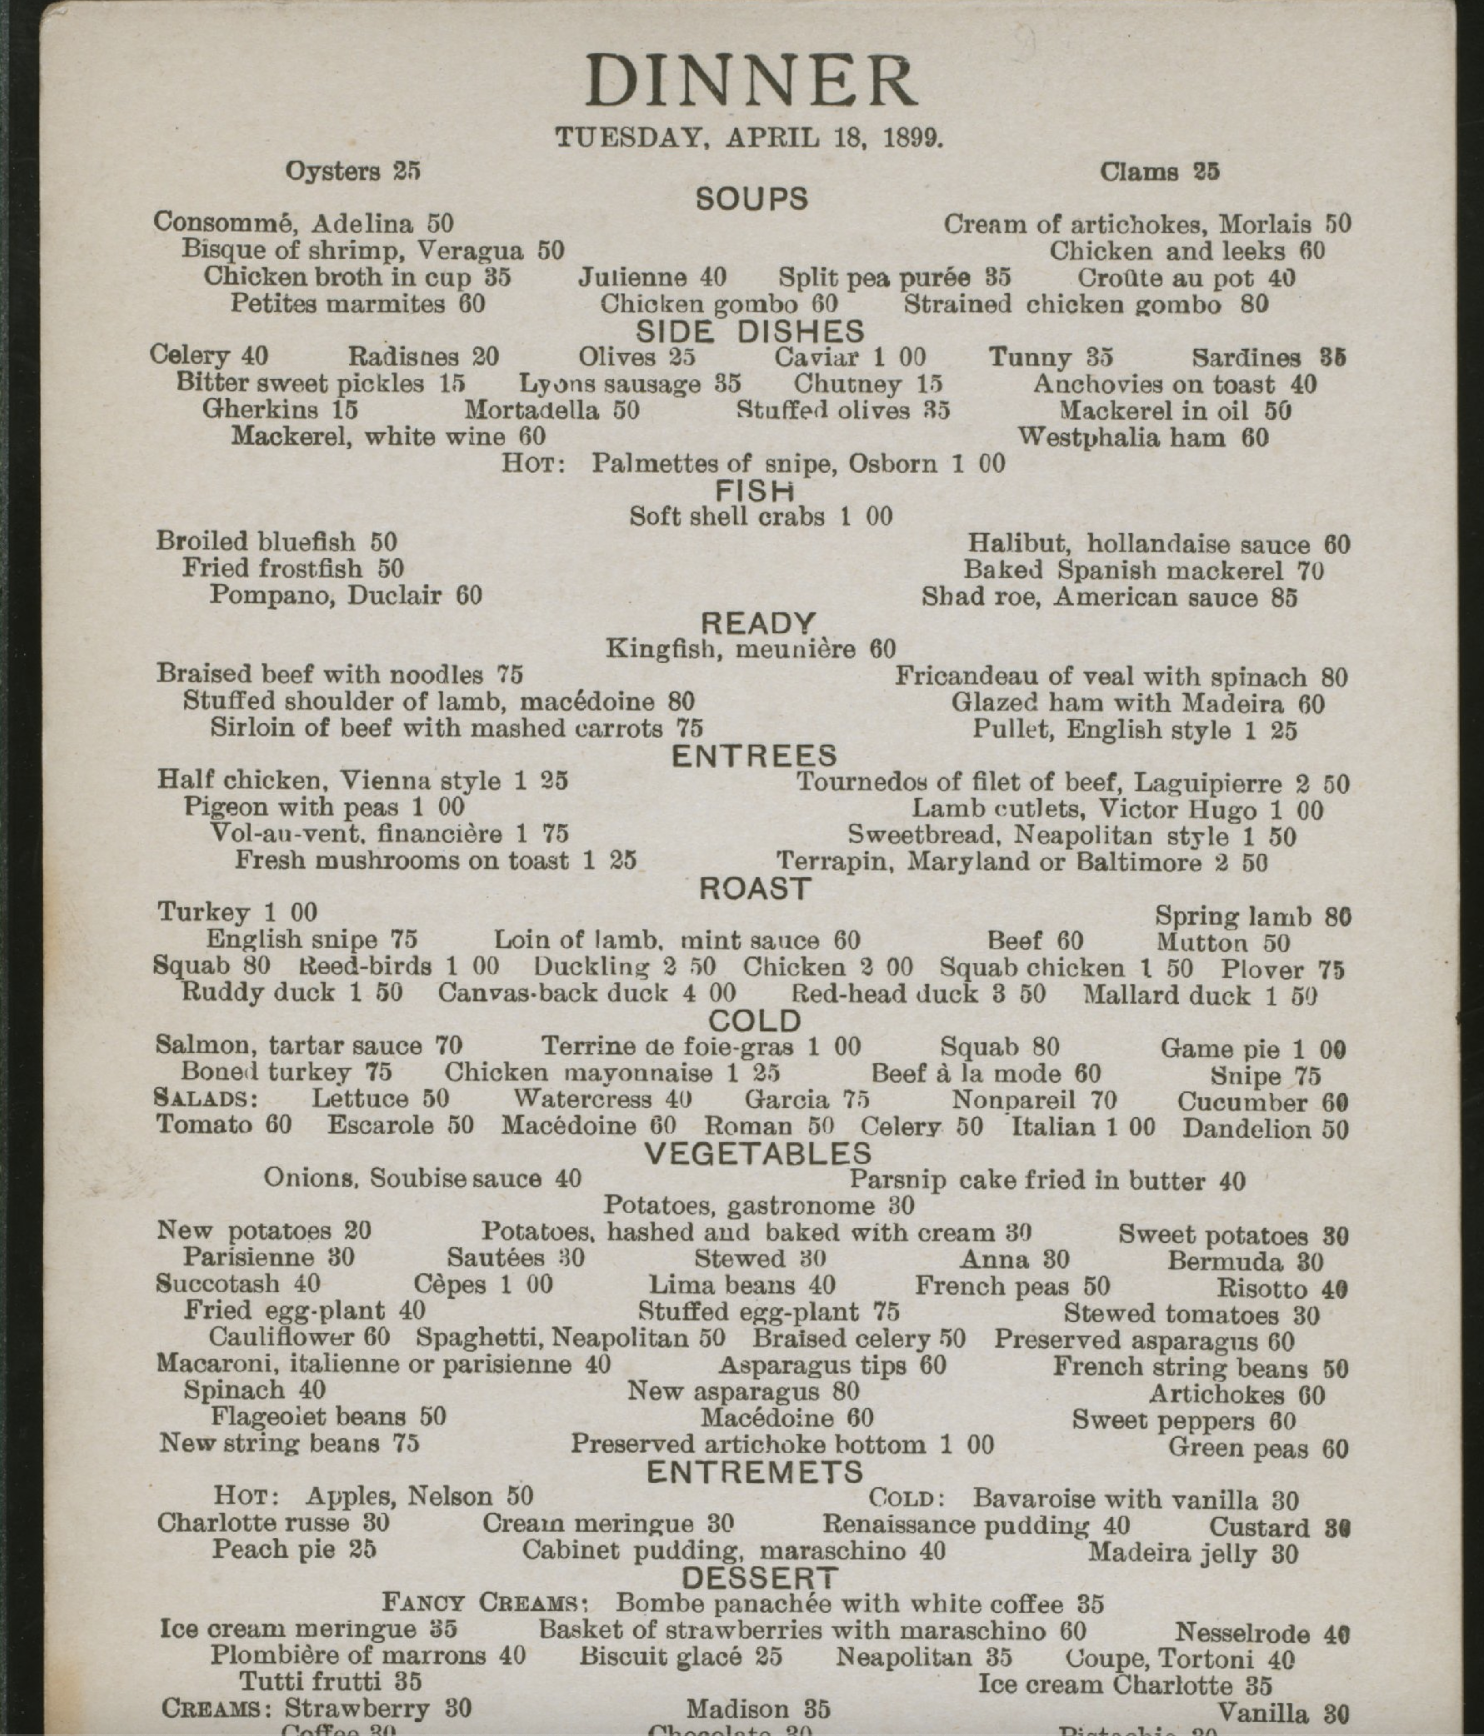 DINNER
TUESDAY, APRIL 18, 1899.
Oysters 25 Clams 25
SOUPS
Consommé, Adelina 50 Cream of artichokes, Morlais 50
Bisque of shrimp, Veragua 50 Chicken and leeks 60
Chicken broth in cup 35 Julienne 40 Split pea purée 35 Croûte au pot 40
Petites marmites 60 Chicken gombo 60 Strained chicken gombo 80
SIDE DISHES
Celery 40 Radishes 20 Olives 25 Caviar 1 00 Tunny 35 Sardines 35
Bitter sweet pickles 15 Lyons sausage 35 Chutney 15 Anchovies on toast 40
Gherkins 15 Mortadella 50 Stuffed olives 35 Mackerel in oil 50
Mackerel, white wine 60 Westphalia ham 60
HOT: Palmettes of snipe, Osborn 1 00
FISH
Soft shell crabs 1 00
Broiled bluefish 50 Halibut, hollandaise sauce 60
Fried frostfish 50 Baked Spanish mackerel 70
Pompano, Duclair 60 Shad roe, American sauce 85
READY
Kingfish, meunière 60
Braised beef with noodles 75 Fricandeau of veal with spinach 80
Stuffed shoulder of lamb, macédoine 80 Glazed ham with Madeira 60
Sirloin of beef with mashed carrots 75 Pullet, English style 1 25
ENTREES
Half chicken, Vienna style 1 25 Tournedos of filet of beef, Laguipierre 2 50
Pigeon with peas 1 00 Lamb cutlets, Victor Hugo 1 00
Vol-au-vent, financière 1 75 Sweetbread, Neapolitan style 1 50
Fresh mushrooms on toast 1 25 Terrapin, Maryland or Baltimore 2 50
ROAST
Turkey 1 00 Spring lamb 80
English snipe 75 Loin of lamb, mint sauce 60 Beef 60 Mutton 50
Squab 80 Reed-birds 1 00 Duckling 2 50 Chicken 2 00 Squab chicken 1 50 Plover 75
Ruddy duck 1 50 Canvas-back duck 4 00 Red-head duck 3 50 Mallard duck 1 50
COLD
Salmon, tartar sauce 70 Terrine de foie-gras 1 00 Squab 80 Game pie 1 00
Boned turkey 75 Chicken mayonnaise 1 25 Beef à la mode 60 Snipe 75
SALADS: Lettuce 50 Watercress 40 Garcia 75 Nonpareil 70 Cucumber 60
Tomato 60 Escarole 50 Macédoine 60 Roman 50 Celery 50 Italian 1 00 Dandelion 50
VEGETABLES
Onions, Soubise sauce 40 Parsnip cake fried in butter 40
Potatoes, gastronome 30
New potatoes 20 Potatoes, hashed and baked with cream 30 Sweet potatoes 30
Parisienne 30 Sautées 30 Stewed 30 Anna 30 Bermuda 30
Succotash 40 Cèpes 1 00 Lima beans 40 French peas 50 Risotto 40
Fried egg-plant 40 Stuffed egg-plant 75 Stewed tomatoes 30
Cauliflower 60 Spaghetti, Neapolitan 50 Braised celery 50 Preserved asparagus 60
Macaroni, italienne or parisienne 40 Asparagus tips 60 French string beans 50
Spinach 40 New asparagus 80 Artichokes 60
Flageolet beans 50 Macédoine 60 Sweet peppers 60
New string beans 75 Preserved artichoke bottom 1 00 Green peas 60
ENTREMETS
HOT: Apples, Nelson 50 COLD: Bavaroise with vanilla 30
Charlotte russe 30 Cream meringue 30 Renaissance pudding 40 Custard 30
Peach pie 25 Cabinet pudding, maraschino 40 Madeira jelly 30
DESSERT
FANCY CREAMS: Bombe panachée with white coffee 35
Ice cream meringue 35 Basket of strawberries with maraschino 60 Nesselrode 40
Plombière of marrons 40 Biscuit glacé 25 Neapolitan 35 Coupe, Tortoni 40
Tutti frutti 35 Ice cream Charlotte 35
CREAMS: Strawberry 30 Madison 35 Vanilla 30
Coffee 30 Chocolate 30